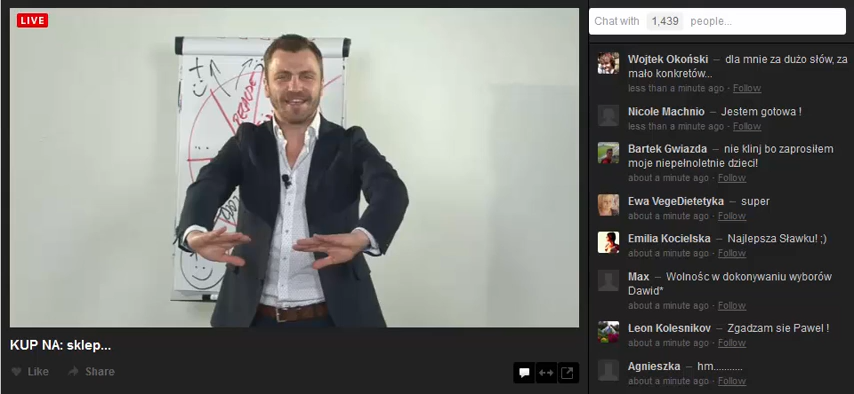 LIVE
KUP NA: sklep...
Like
Share
Chat with 1,439 people...
Wojtek Okoński – dla mnie za dużo słów, za
mało konkretów...
less than a minute ago · Follow
Nicole Machnio – Jestem gotowa !
less than a minute ago · Follow
Bartek Gwiazda – nie klinj bo zaprosiłem
moje niepełnoletnie dzieci!
about a minute ago · Follow
Ewa VegeDietetyka – super
about a minute ago · Follow
Emilia Kocielska – Najlepsza Sławku! ;)
about a minute ago · Follow
Max – Wolnośc w dokonywaniu wyborów
Dawid*
about a minute ago · Follow
Leon Kolesnikov – Zgadzam sie Pawel !
about a minute ago · Follow
Agnieszka – hm...........
about a minute ago · Follow